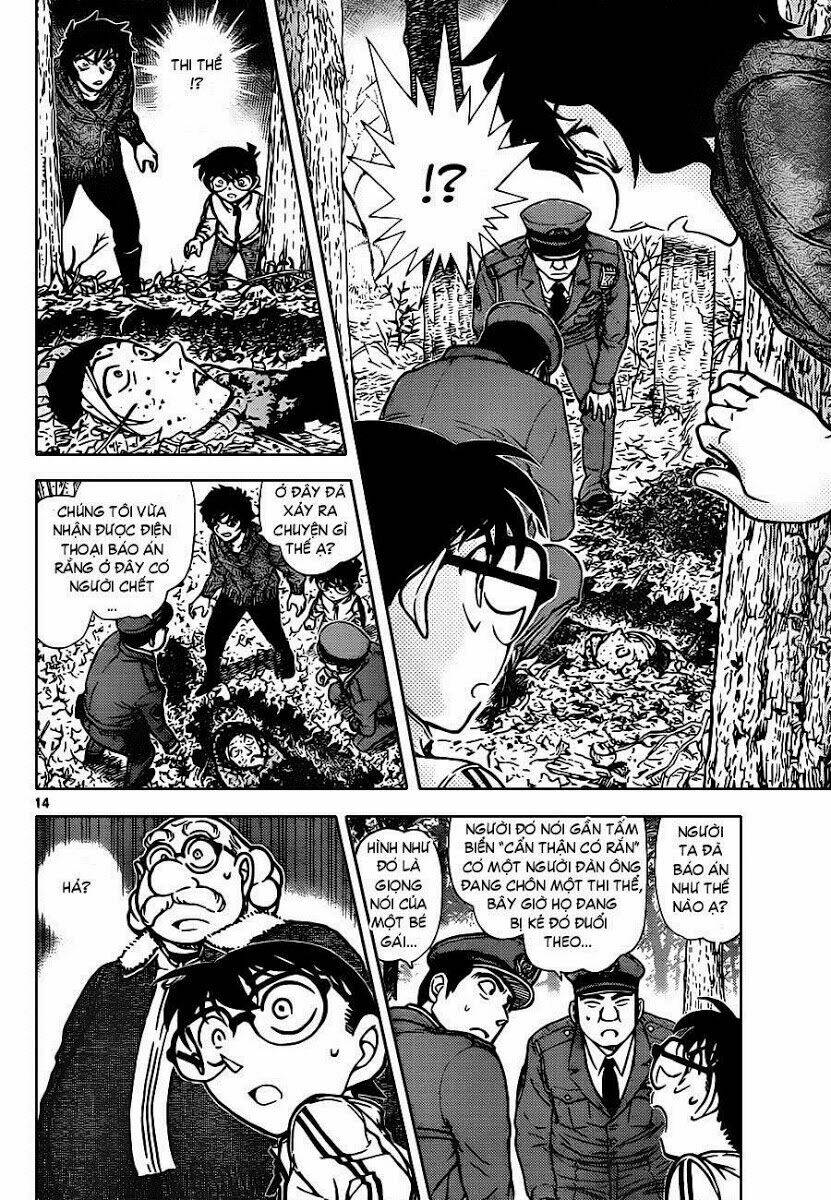 !?
THI THỂ
!?
Ở ĐÂY ĐÃ
XẢY RA
CHUYỆN GÌ
THẾ Ạ?
CHÚNG TÔI VỪA
NHẬN ĐƯỢC ĐIỆN
THOẠI BÁO ÁN
RẰNG Ở ĐÂY CÓ
NGƯỜI CHẾT
...
14
NGƯỜI
TA ĐÃ
BÁO ÁN
NHƯ THẾ
NÀO Ạ?
NGƯỜI ĐÓ NÓI GẦN TẤM
BIỂN "CẨN THẬN CÓ RẮN"
CÓ MỘT NGƯỜI ĐÀN ÔNG
ĐANG CHÔN MỘT THI THỂ,
BÂY GIỜ HỌ ĐANG
BỊ KẺ ĐÓ ĐUỔI
THEO...
HÌNH NHƯ
ĐÓ LÀ
GIỌNG
NÓI CỦA
MỘT BÉ
GÁI.
HẢ?